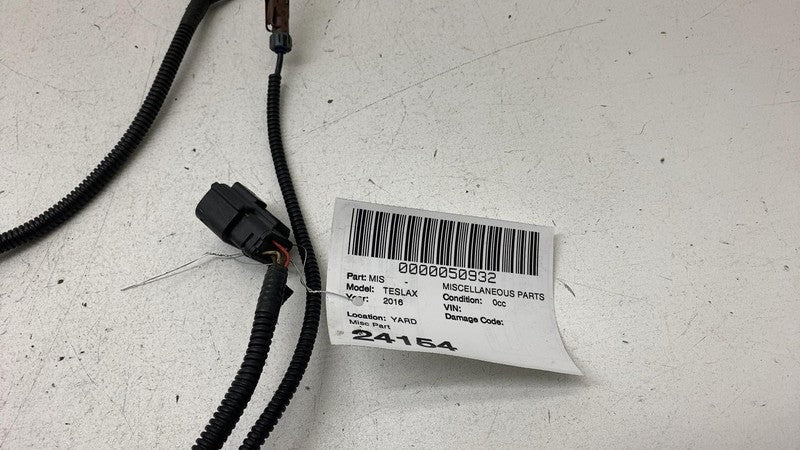 0000050932
Part: MIS MISCELLANEOUS PARTS
Model: TESLAX Condition: 0cc
Year: 2016 VIN:
Damage Code:
Location: YARD
Misc Part
24154